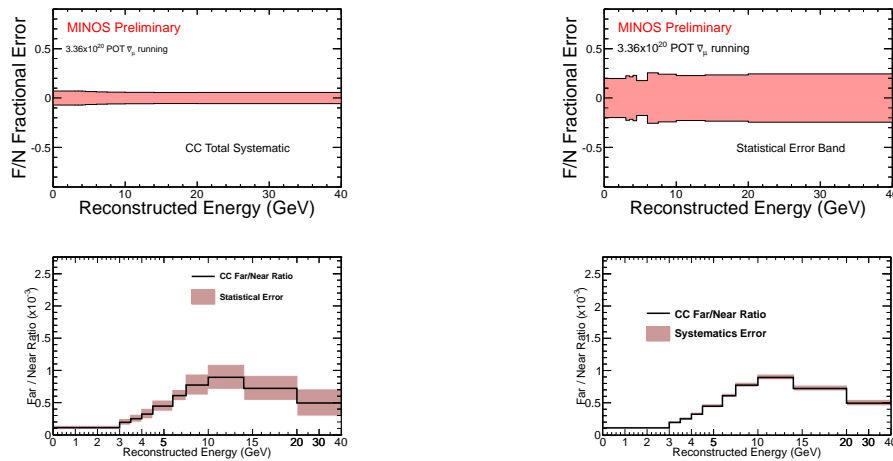 MINOS Preliminary
3.36x10²⁰ POT ν̅μ running
F/N Fractional Error
0.5
0
-0.5
CC Total Systematic
0 10 20 30 40
Reconstructed Energy (GeV)
MINOS Preliminary
3.36x10²⁰ POT ν̅μ running
F/N Fractional Error
0.5
0
-0.5
Statistical Error Band
0 10 20 30 40
Reconstructed Energy (GeV)
Far / Near Ratio (x10⁻³)
2.5
2
1.5
1
0.5
0
CC Far/Near Ratio
Statistical Error
0 1 2 3 4 5 10 15 20 30 40
Reconstructed Energy (GeV)
Far / Near Ratio (x10⁻³)
2.5
2
1.5
1
0.5
0
CC Far/Near Ratio
Systematics Error
0 1 2 3 4 5 10 15 20 30 40
Reconstructed Energy (GeV)